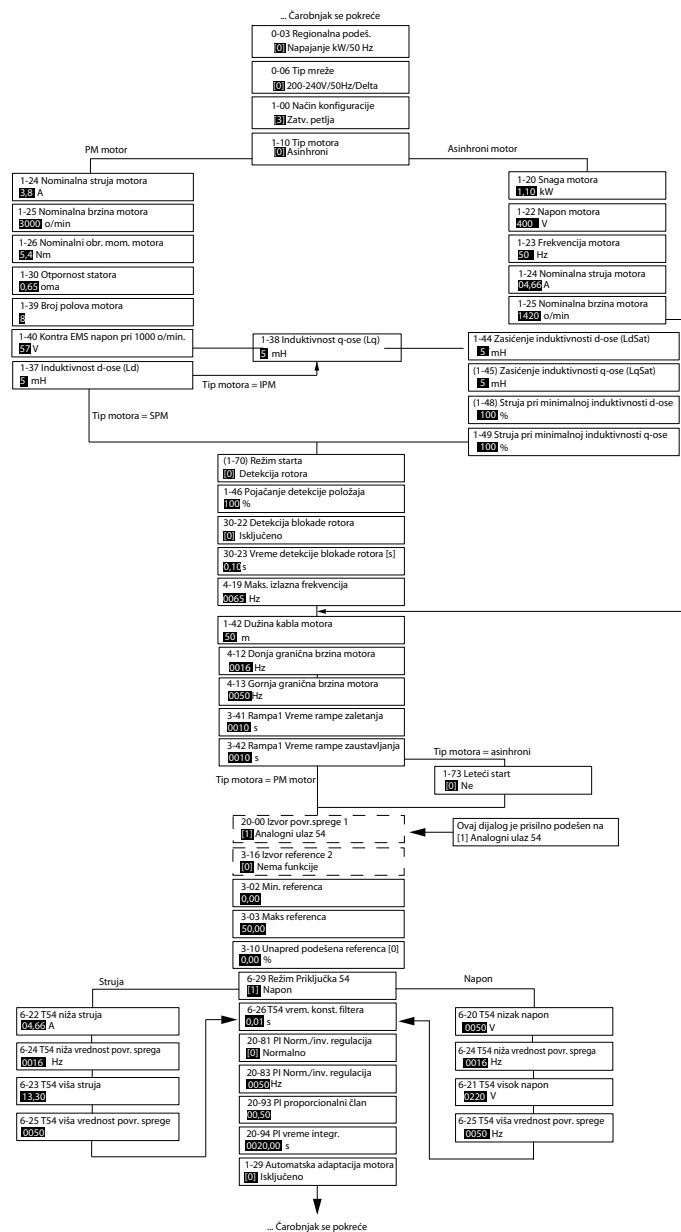 ... Čarobnjak se pokreće
0-03 Regionalna podeš.
[0] Napajanje kW/50 Hz
0-06 Tip mreže
[0] 200-240V/50Hz/Delta
1-00 Način konfiguracije
[3] Zatv. petlja
1-10 Tip motora
[0] Asinhroni
PM motor
Asinhroni motor
1-24 Nominalna struja motora
3,8 A
1-25 Nominalna brzina motora
3000 o/min
1-26 Nominalni obr. mom. motora
5,4 Nm
1-30 Otpornost statora
0,65 oma
1-39 Broj polova motora
8
1-40 Kontra EMS napon pri 1000 o/min.
57 V
1-37 Induktivnost d-ose (Ld)
5 mH
1-20 Snaga motora
1,10 kW
1-22 Napon motora
400 V
1-23 Frekvencija motora
50 Hz
1-24 Nominalna struja motora
04,66 A
1-25 Nominalna brzina motora
1420 o/min
1-38 Induktivnost q-ose (Lq)
5 mH
Tip motora = IPM
Tip motora = SPM
1-44 Zasićenje induktivnosti d-ose (LdSat)
5 mH
(1-45) Zasićenje induktivnosti q-ose (LqSat)
5 mH
(1-48) Struja pri minimalnoj induktivnosti d-ose
100 %
1-49 Struja pri minimalnoj induktivnosti q-ose
100 %
(1-70) Režim starta
[0] Detekcija rotora
1-46 Pojačanje detekcije položaja
100 %
30-22 Detekcija blokade rotora
[0] Isključeno
30-23 Vreme detekcije blokade rotora [s]
0,10 s
4-19 Maks. izlazna frekvencija
0065 Hz
1-42 Dužina kabla motora
50 m
4-12 Donja granična brzina motora
0016 Hz
4-13 Gornja granična brzina motora
0050 Hz
3-41 Rampa1 Vreme rampe zaletanja
0010 s
3-42 Rampa1 Vreme rampe zaustavljanja
0010 s
Tip motora = asinhroni
1-73 Leteći start
[0] Ne
Tip motora = PM motor
20-00 Izvor povr.sprege 1
[1] Analogni ulaz 54
Ovaj dijalog je prisilno podešen na
[1] Analogni ulaz 54
3-16 Izvor reference 2
[0] Nema funkcije
3-02 Min. referenca
0,00
3-03 Maks referenca
50,00
3-10 Unapred podešena referenca [0]
0,00 %
Struja
6-29 Režim Priključka 54
[1] Napon
Napon
6-22 T54 niža struja
04,66 A
6-24 T54 niža vrednost povr. sprega
0016 Hz
6-23 T54 viša struja
13,30
6-25 T54 viša vrednost povr. sprege
0050
6-26 T54 vrem. konst. filtera
0,01 s
20-81 PI Norm./inv. regulacija
[0] Normalno
20-83 PI Norm./inv. regulacija
0050 Hz
20-93 PI proporcionalni član
00,50
20-94 PI vreme integr.
0020,00 s
1-29 Automatska adaptacija motora
[0] Isključeno
6-20 T54 nizak napon
0050 V
6-24 T54 niža vrednost povr. sprega
0016 Hz
6-21 T54 visok napon
0220 V
6-25 T54 viša vrednost povr. sprege
0050 Hz
... Čarobnjak se pokreće